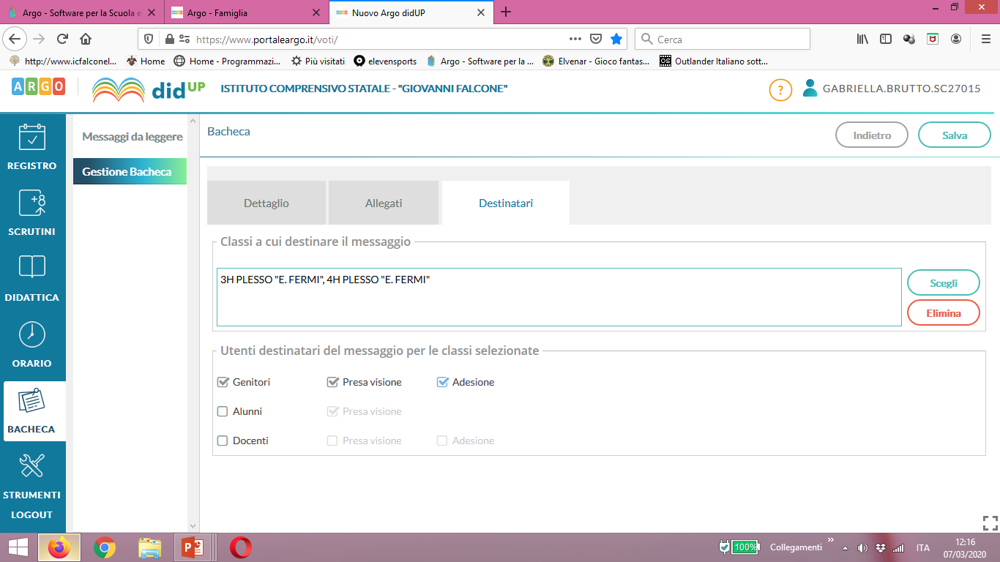 Argo - Software per la Scuola e
Argo - Famiglia
Nuovo Argo didUP
https://www.portaleargo.it/voti/
Cerca
http://www.icfalconel...
Home
Home - Programmazi...
Più visitati
elevensports
Argo - Software per la ...
Elvenar - Gioco fantas...
Outlander Italiano sott...
ARGO
didUP
ISTITUTO COMPRENSIVO STATALE - "GIOVANNI FALCONE"
?
GABRIELLA.BRUTTO.SC27015
REGISTRO
+8
SCRUTINI
DIDATTICA
ORARIO
BACHECA
STRUMENTI
LOGOUT
Messaggi da leggere
Gestione Bacheca
Bacheca
Indietro
Salva
Dettaglio
Allegati
Destinatari
Classi a cui destinare il messaggio
3H PLESSO "E. FERMI", 4H PLESSO "E. FERMI"
Scegli
Elimina
Utenti destinatari del messaggio per le classi selezionate
Genitori Presa visione Adesione
Alunni Presa visione
Docenti Presa visione Adesione
100%
Collegamenti
ITA
12:16
07/03/2020